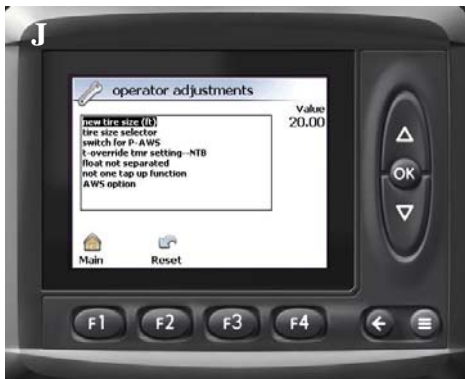 J
operator adjustments
Value
new tire size (ft)
20.00
tire size selector
switch for P-AWS
t-override tmr setting--NTB
float not separated
not one tap up function
AWS option
Main
Reset
OK
F1
F2
F3
F4